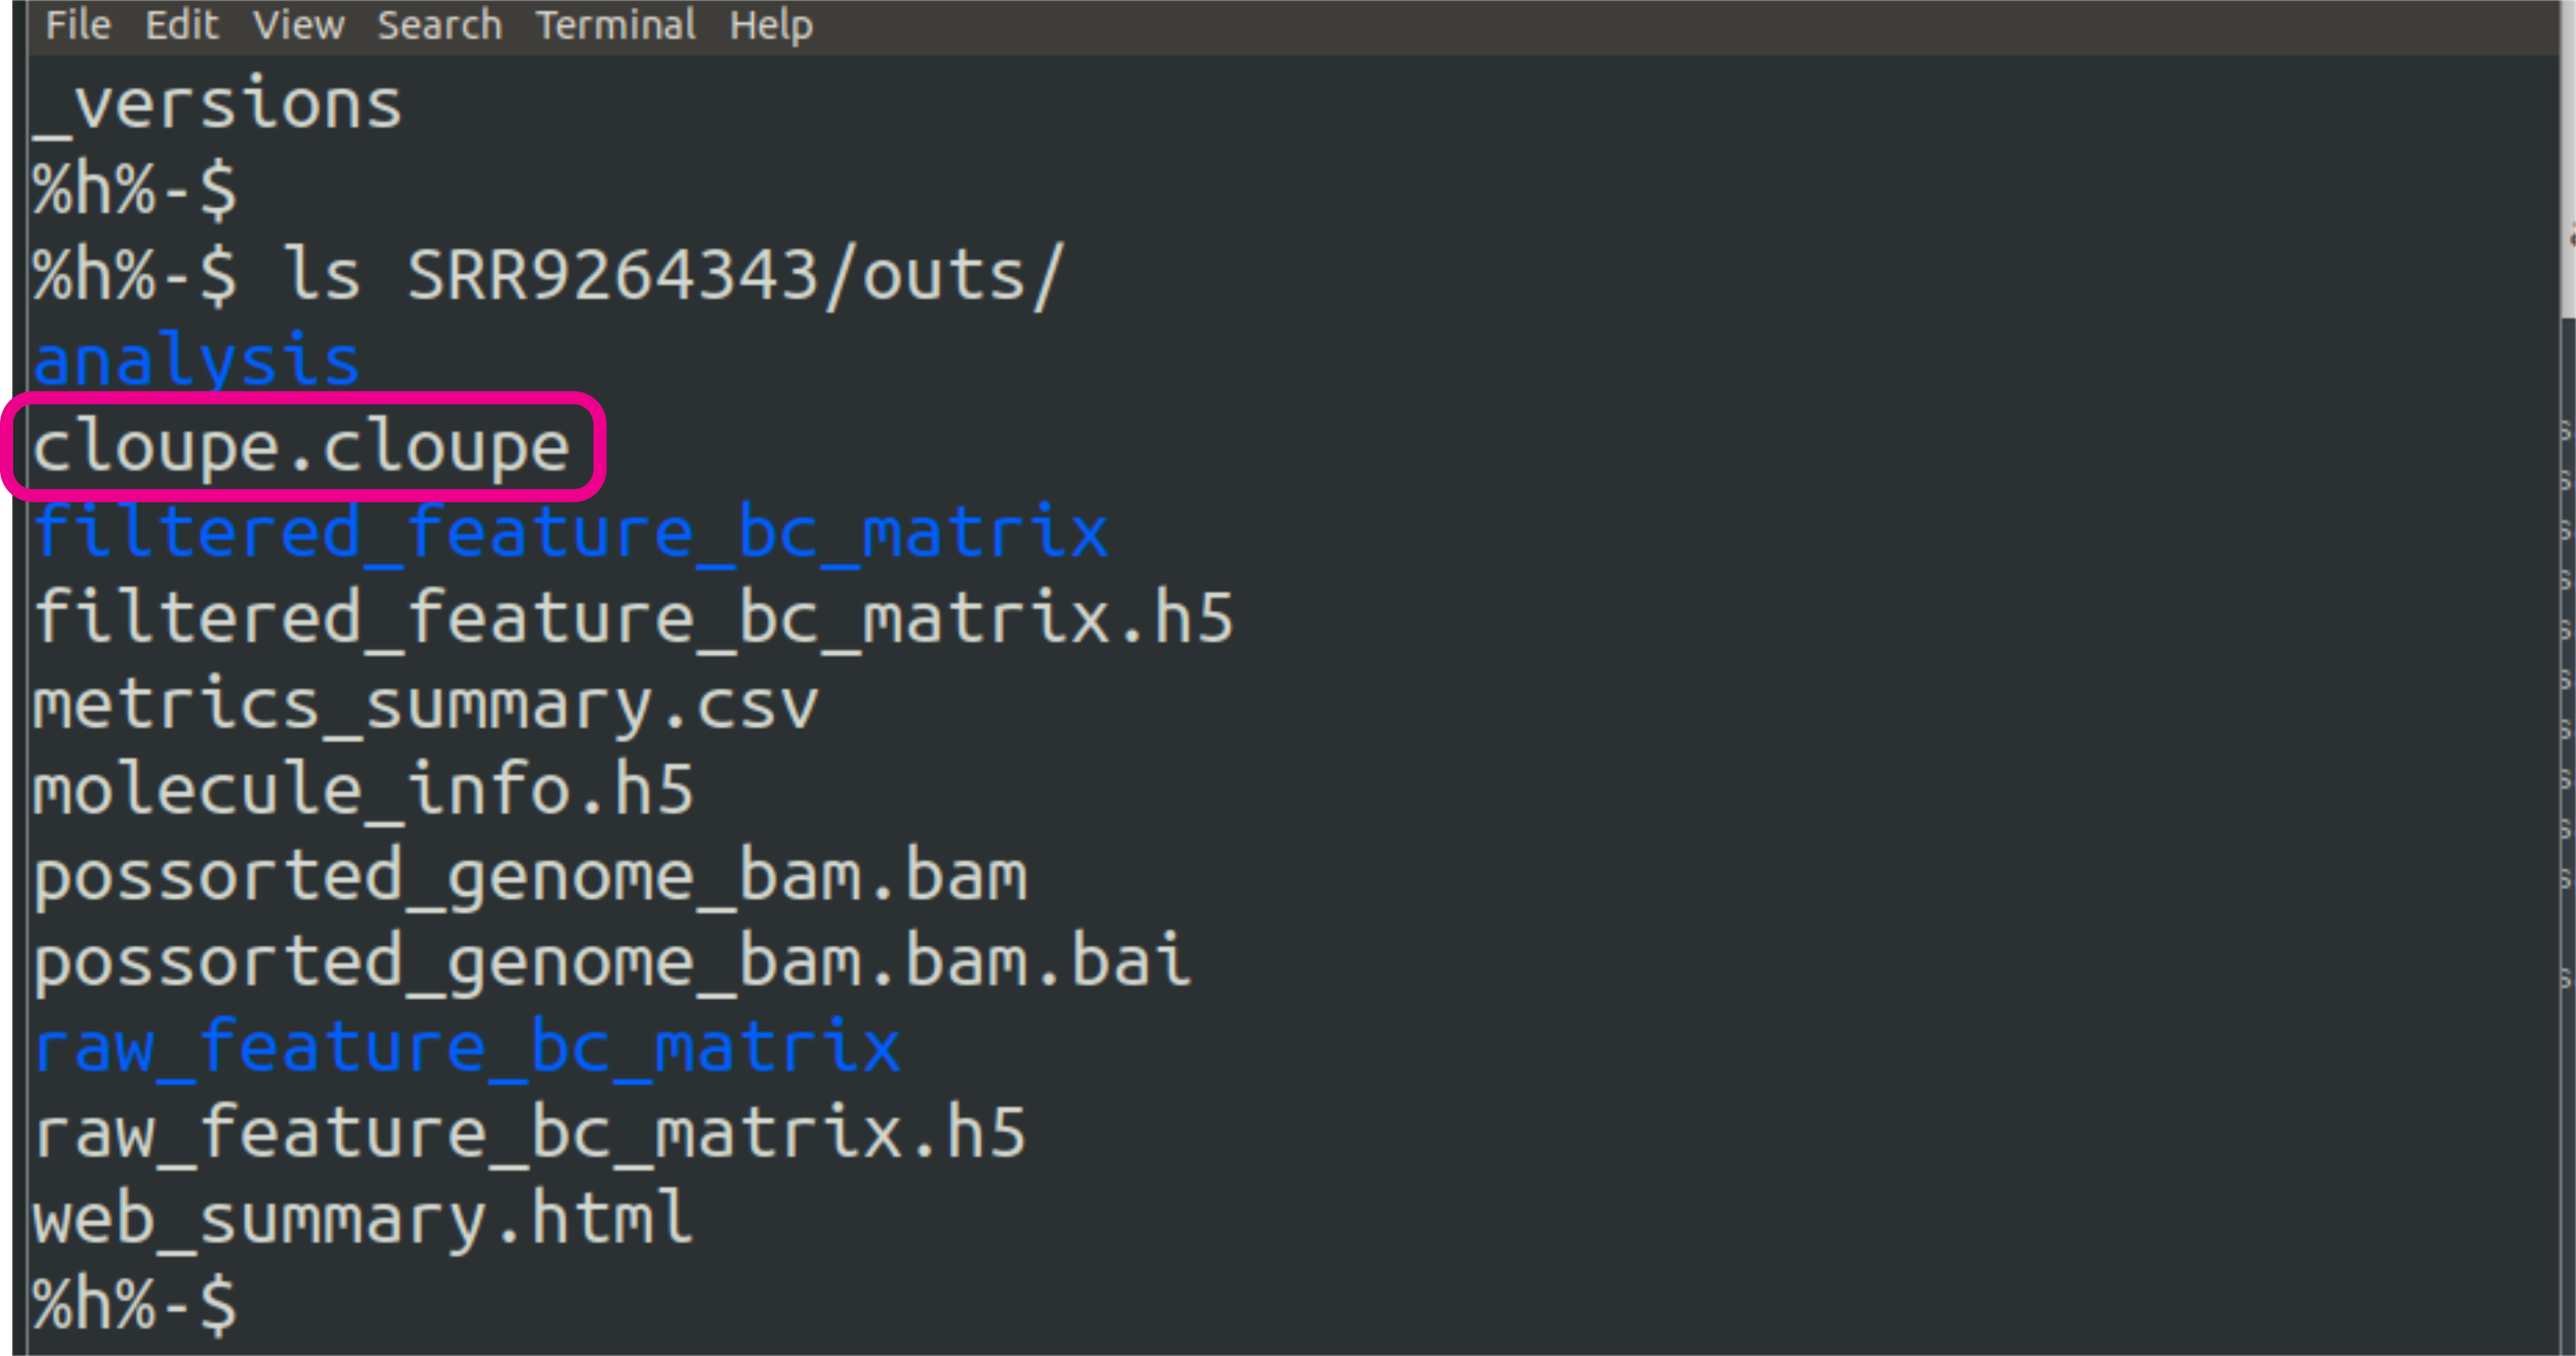 File Edit View Search Terminal Help
_versions
%h%-$
%h%-$ ls SRR9264343/outs/
analysis
cloupe.cloupe
filtered_feature_bc_matrix
filtered_feature_bc_matrix.h5
metrics_summary.csv
molecule_info.h5
possorted_genome_bam.bam
possorted_genome_bam.bam.bai
raw_feature_bc_matrix
raw_feature_bc_matrix.h5
web_summary.html
%h%-$